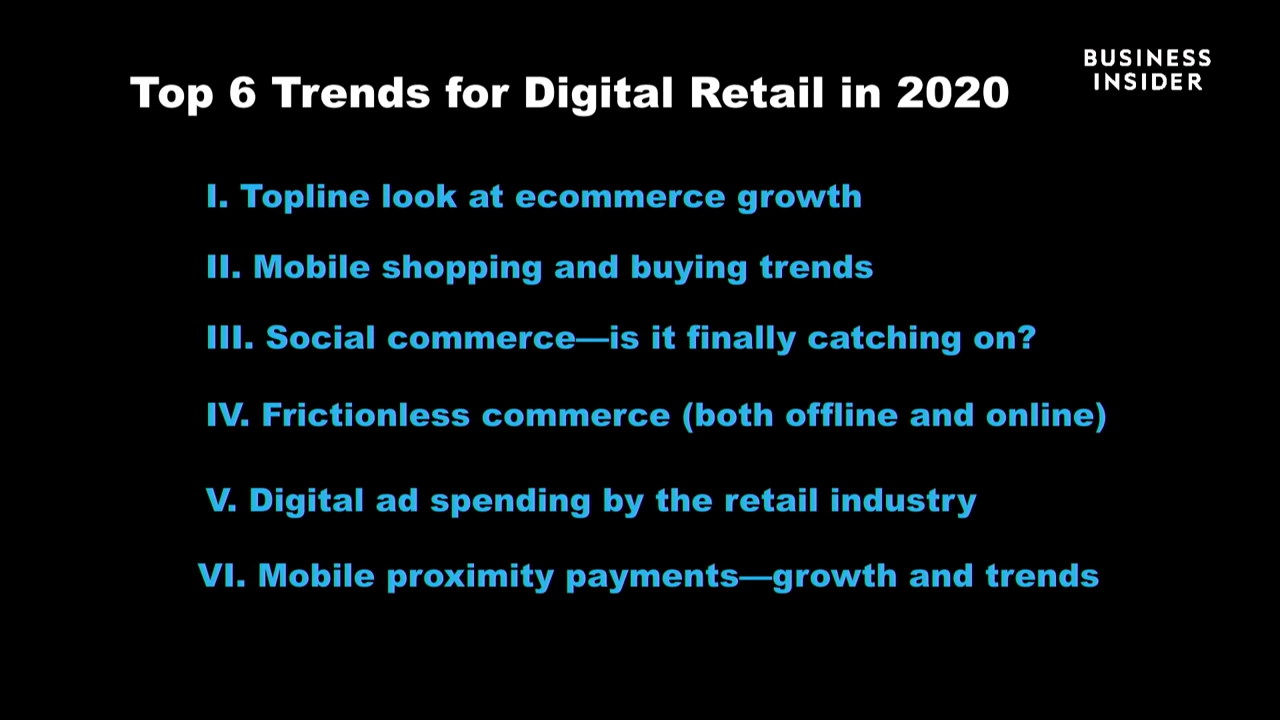 Top 6 Trends for Digital Retail in 2020
BUSINESS
INSIDER
I. Topline look at ecommerce growth
II. Mobile shopping and buying trends
III. Social commerce—is it finally catching on?
IV. Frictionless commerce (both offline and online)
V. Digital ad spending by the retail industry
VI. Mobile proximity payments—growth and trends